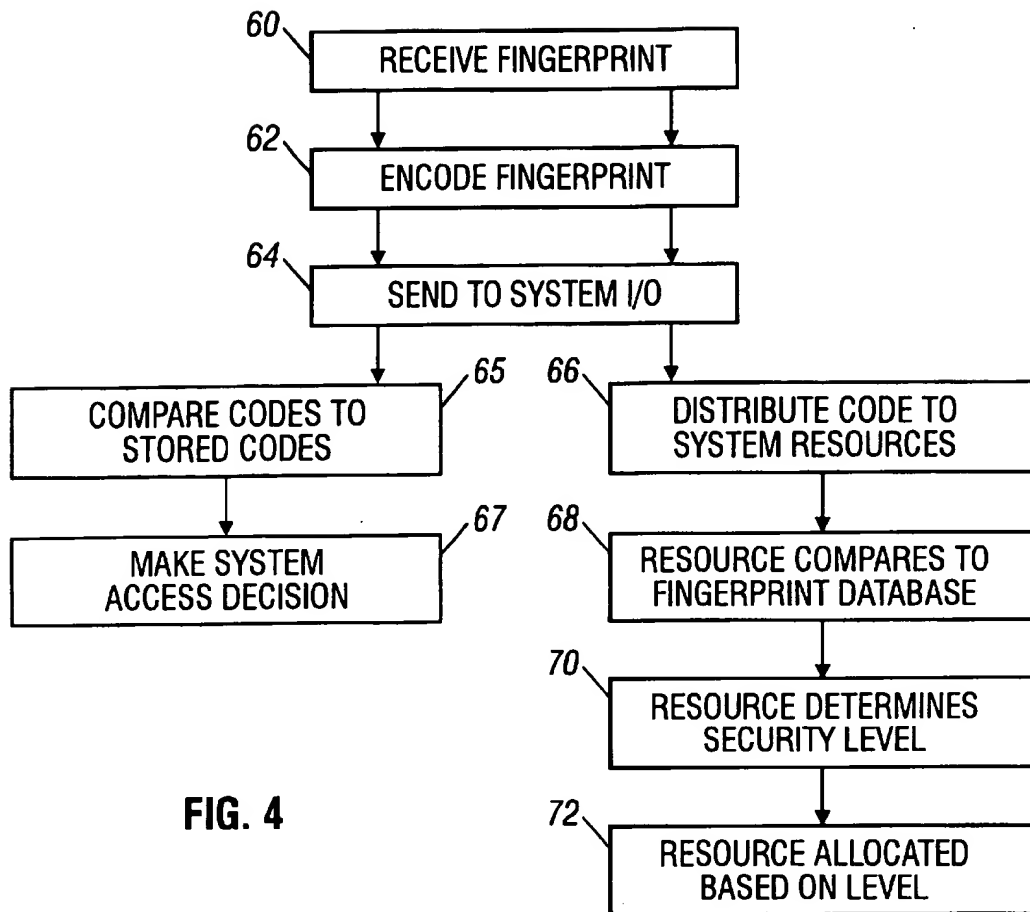 60
RECEIVE FINGERPRINT
62
ENCODE FINGERPRINT
64
SEND TO SYSTEM I/O
65
COMPARE CODES TO
STORED CODES
66
DISTRIBUTE CODE TO
SYSTEM RESOURCES
67
MAKE SYSTEM
ACCESS DECISION
68
RESOURCE COMPARES TO
FINGERPRINT DATABASE
70
RESOURCE DETERMINES
SECURITY LEVEL
72
RESOURCE ALLOCATED
BASED ON LEVEL
FIG. 4